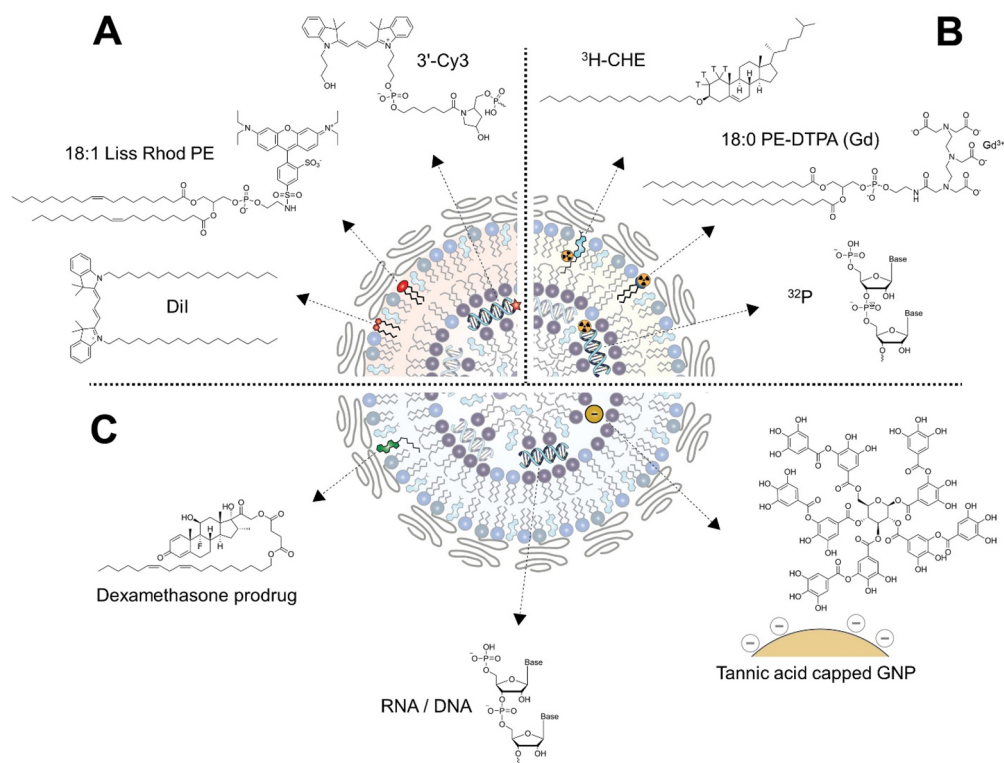 A
B
3'-Cy3
³H-CHE
18:1 Liss Rhod PE
18:0 PE-DTPA (Gd)
Gd³⁺
DiI
³²P
Base
Base
C
Dexamethasone prodrug
RNA / DNA
Base
Base
Tannic acid capped GNP